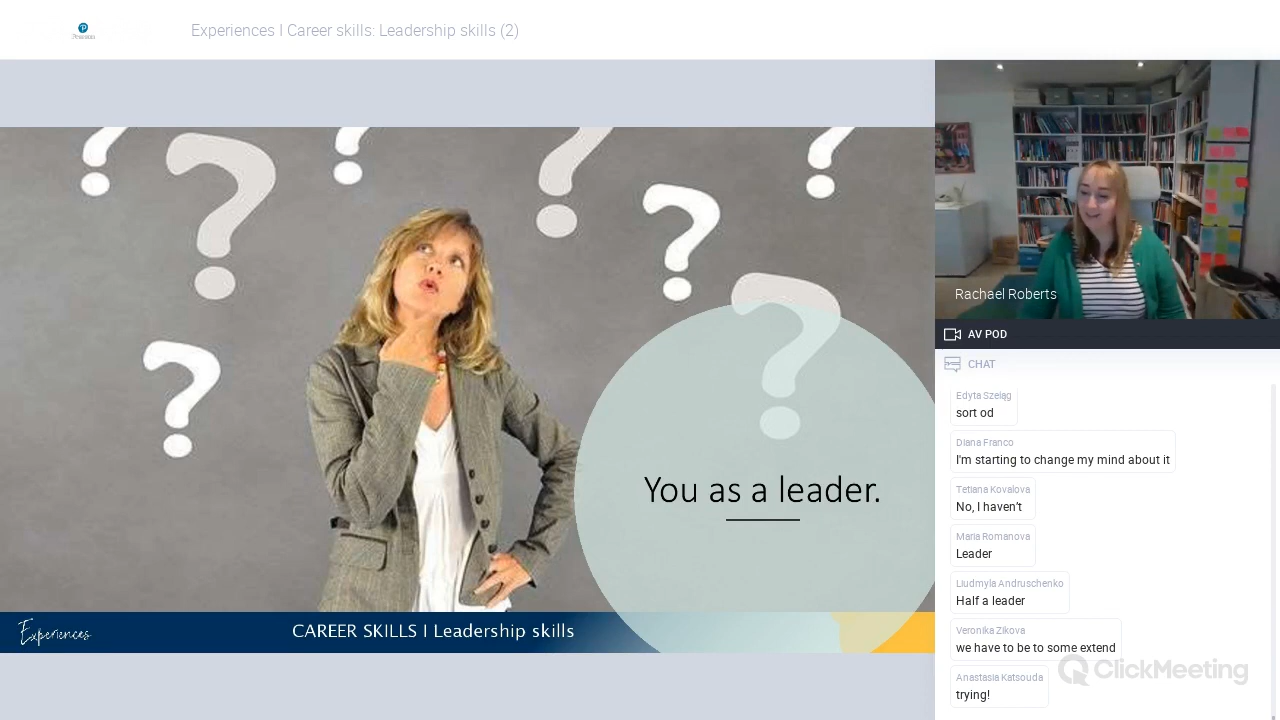 Pearson
Experiences I Career skills: Leadership skills (2)
You as a leader.
Experiences
CAREER SKILLS I Leadership skills
Rachael Roberts
AV POD
CHAT
Edyta Szeląg
sort od
Diana Franco
I'm starting to change my mind about it
Tetiana Kovalova
No, I haven't
Maria Romanova
Leader
Liudmyla Andruschenko
Half a leader
Veronika Zikova
we have to be to some extend
Anastasia Katsouda
trying!
ClickMeeting